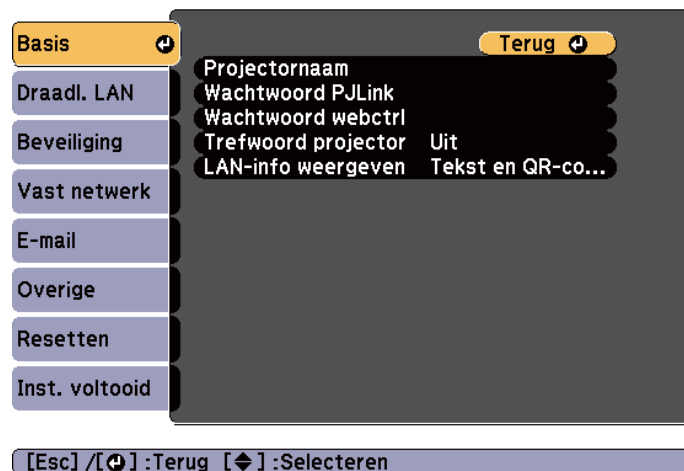 Basis
Draadl. LAN
Beveiliging
Vast netwerk
E-mail
Overige
Resetten
Inst. voltooid
Terug
Projectornaam
Wachtwoord PJLink
Wachtwoord webctrl
Trefwoord projector Uit
LAN-info weergeven Tekst en QR-co...
[Esc] /[⏎] :Terug [◆] :Selecteren